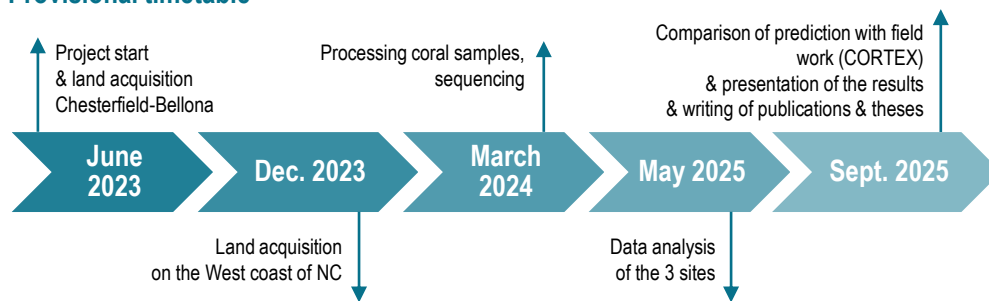 Provisional timetable
Project start
& land acquisition
Chesterfield-Bellona
Processing coral samples,
sequencing
Comparison of prediction with field
work (CORTEX)
& presentation of the results
& writing of publications & theses
June
2023
Dec. 2023
March
2024
May 2025
Sept. 2025
Land acquisition
on the West coast of NC
Data analysis
of the 3 sites